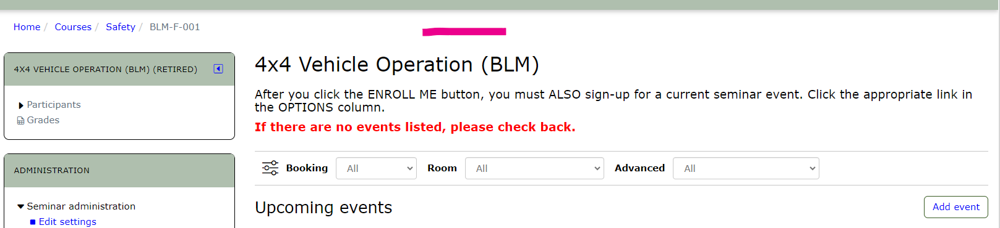 Home / Courses / Safety / BLM-F-001
4X4 VEHICLE OPERATION (BLM) (RETIRED)
Participants
Grades
ADMINISTRATION
Seminar administration
Edit settings
4x4 Vehicle Operation (BLM)
After you click the ENROLL ME button, you must ALSO sign-up for a current seminar event. Click the appropriate link in
the OPTIONS column.
If there are no events listed, please check back.
Booking All Room All Advanced All
Upcoming events
Add event